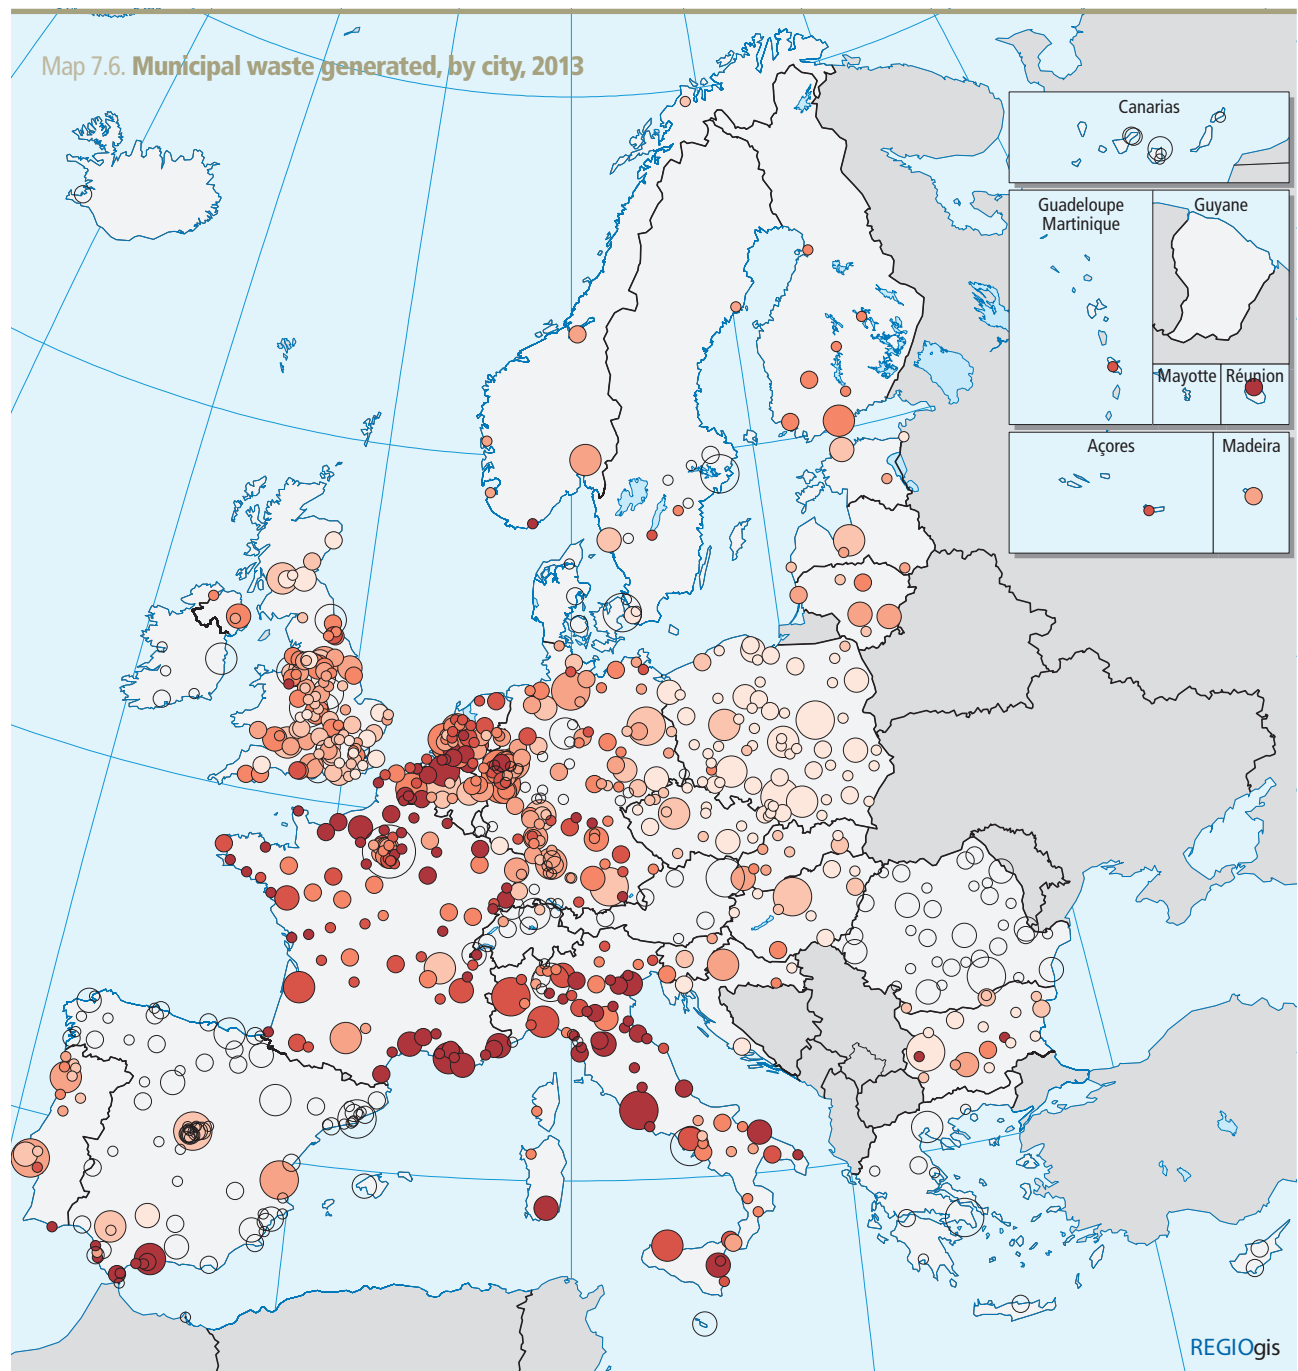 Map 7.6. Municipal waste generated, by city, 2013
Canarias
Guadeloupe
Martinique
Guyane
Mayotte
Réunion
Açores
Madeira
REGIOgis